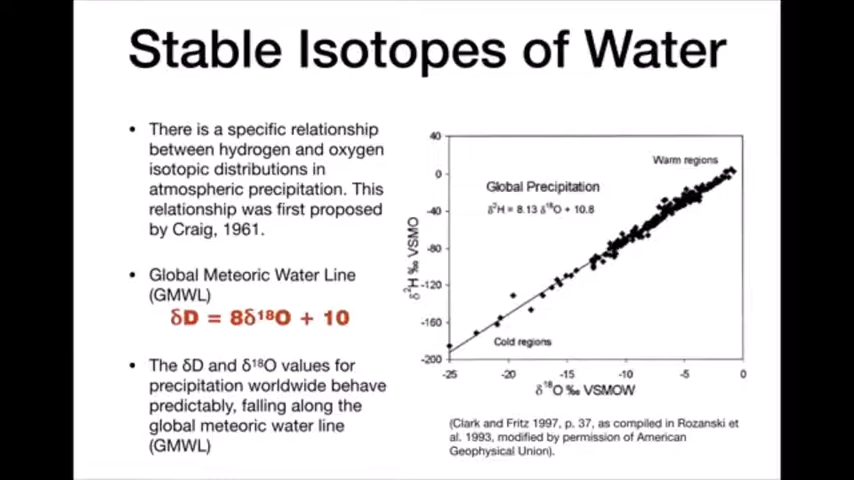 Stable Isotopes of Water
• There is a specific relationship
between hydrogen and oxygen
isotopic distributions in
atmospheric precipitation. This
relationship was first proposed
by Craig, 1961.
• Global Meteoric Water Line
(GMWL)
δD = 8δ¹⁸O + 10
• The δD and δ¹⁸O values for
precipitation worldwide behave
predictably, falling along the
global meteoric water line
(GMWL)
40
0
-40
-80
-120
-160
-200
δ²H ‰ VSMO
Warm regions
Global Precipitation
δ²H = 8.13 δ¹⁸O + 10.8
Cold regions
-25 -20 -15 -10 -5 0
δ¹⁸O ‰ VSMOW
(Clark and Fritz 1997, p. 37, as compiled in Rozanski et
al. 1993, modified by permission of American
Geophysical Union).